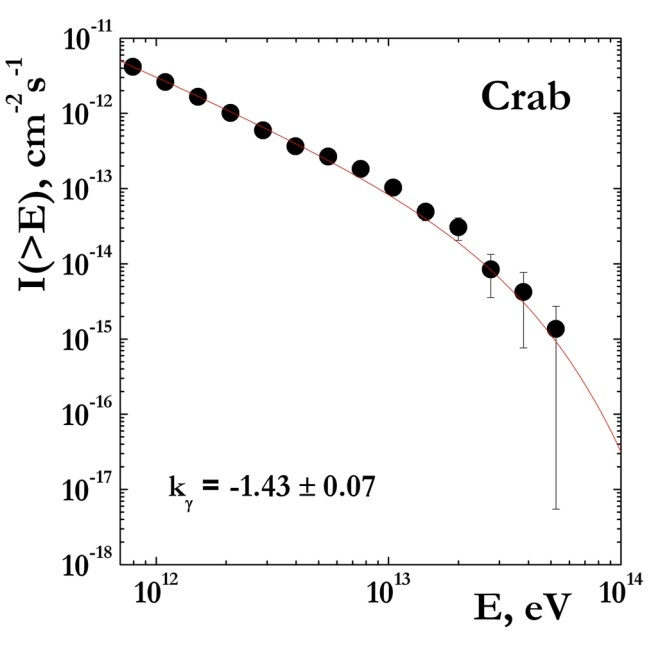 10⁻¹¹
10⁻¹²
10⁻¹³
10⁻¹⁴
10⁻¹⁵
10⁻¹⁶
10⁻¹⁷
10⁻¹⁸
I(>E), cm⁻² s⁻¹
Crab
k_γ = -1.43 ± 0.07
10¹²
10¹³
10¹⁴
E, eV